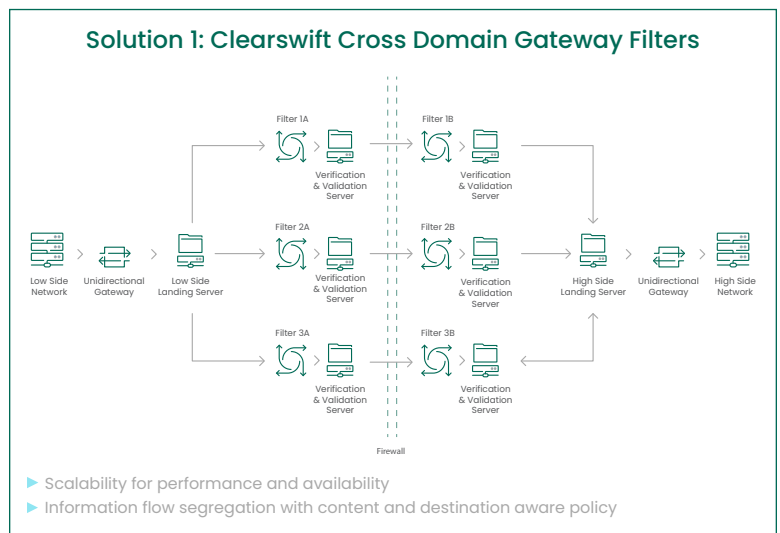 Solution 1: Clearswift Cross Domain Gateway Filters
Filter 1A
Filter 1B
Verification
& Validation
Server
Verification
& Validation
Server
Filter 2A
Filter 2B
Low Side
Network
Unidirectional
Gateway
Low Side
Landing Server
Verification
& Validation
Server
Verification
& Validation
Server
High Side
Landing Server
Unidirectional
Gateway
High Side
Network
Filter 3A
Filter 3B
Verification
& Validation
Server
Verification
& Validation
Server
Firewall
Scalability for performance and availability
Information flow segregation with content and destination aware policy